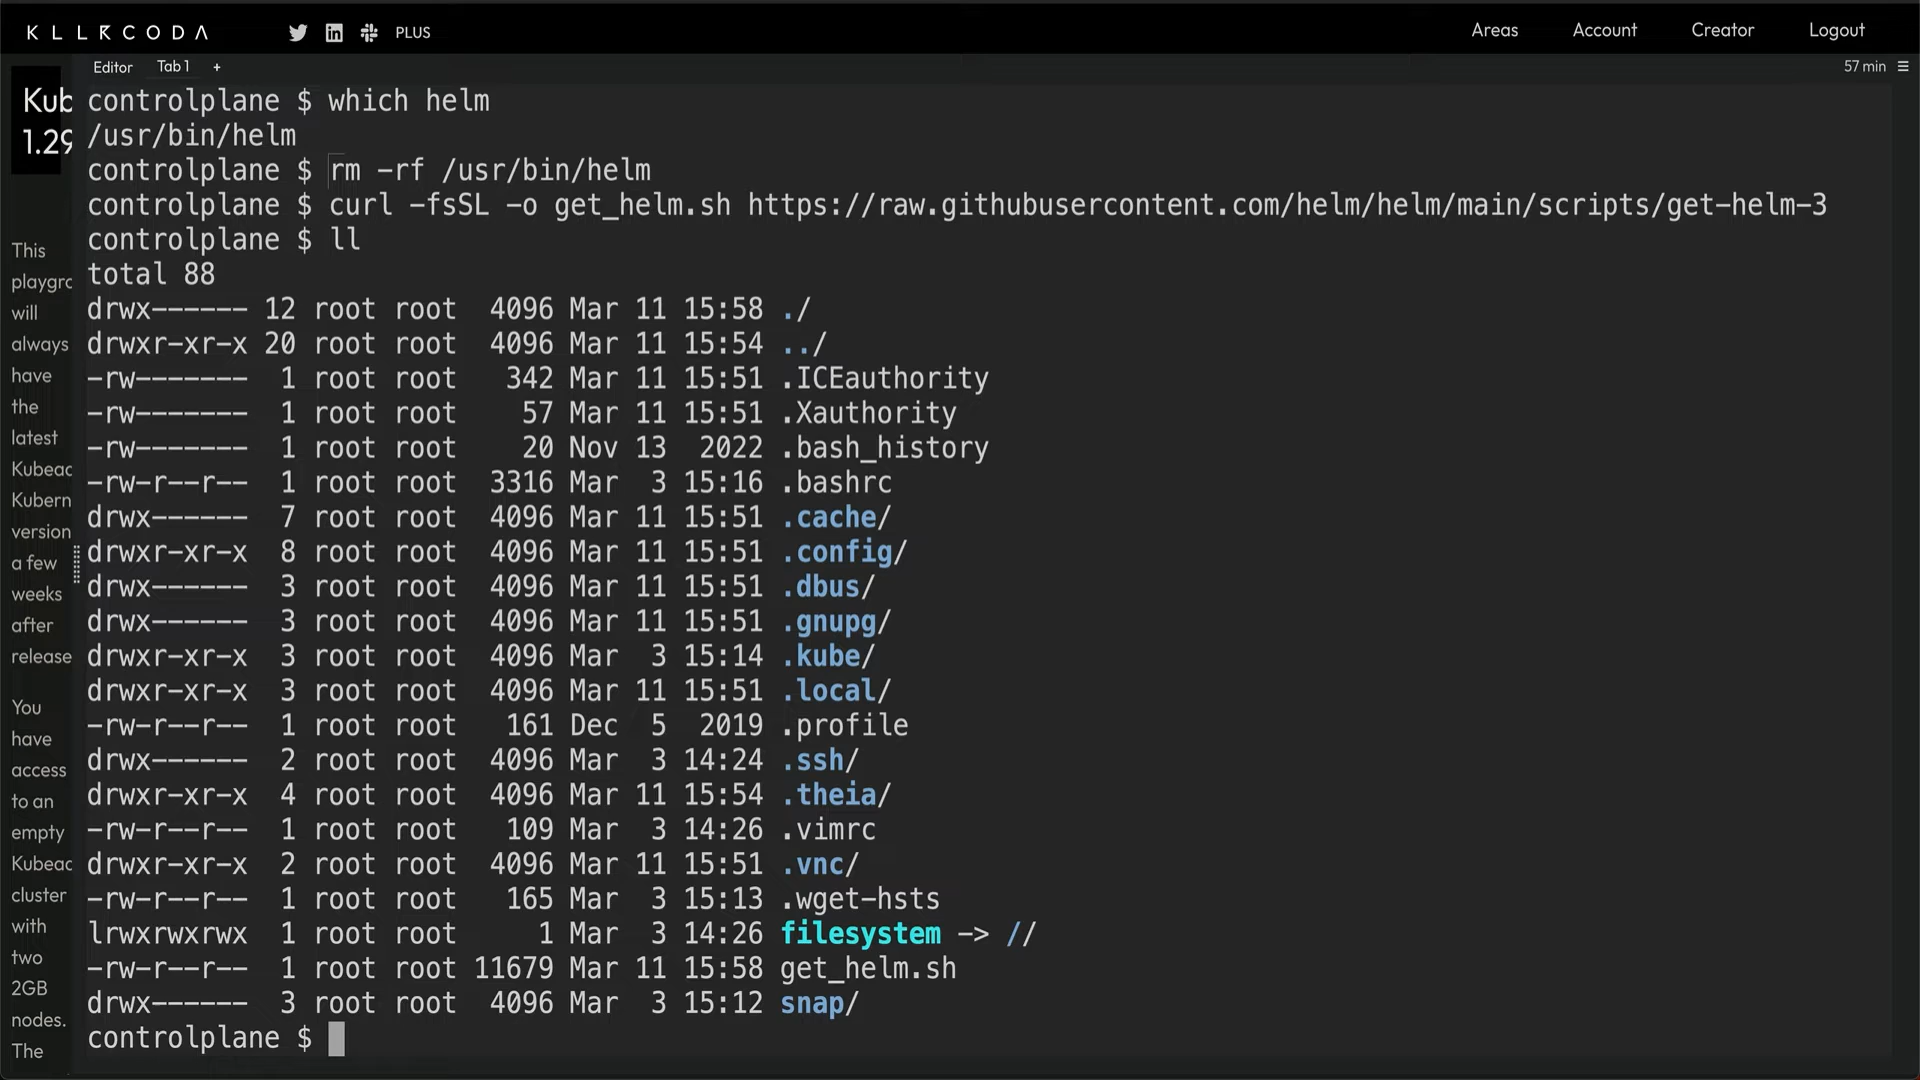 KLLRCODA
PLUS
Areas
Account
Creator
Logout
Editor
Tab 1
+
57 min
Kub
1.29
This
playgro
will
always
have
the
latest
Kubead
Kubern
version
a few
weeks
after
release
You
have
access
to an
empty
Kubead
cluster
with
two
2GB
nodes.
The
controlplane $ which helm
/usr/bin/helm
controlplane $ rm -rf /usr/bin/helm
controlplane $ curl -fsSL -o get_helm.sh https://raw.githubusercontent.com/helm/helm/main/scripts/get-helm-3
controlplane $ ll
total 88
drwx------ 12 root root  4096 Mar 11 15:58 ./
drwxr-xr-x 20 root root  4096 Mar 11 15:54 ../
-rw-------  1 root root   342 Mar 11 15:51 .ICEauthority
-rw-------  1 root root    57 Mar 11 15:51 .Xauthority
-rw-------  1 root root    20 Nov 13  2022 .bash_history
-rw-r--r--  1 root root  3316 Mar  3 15:16 .bashrc
drwx------  7 root root  4096 Mar 11 15:51 .cache/
drwxr-xr-x  8 root root  4096 Mar 11 15:51 .config/
drwx------  3 root root  4096 Mar 11 15:51 .dbus/
drwx------  3 root root  4096 Mar 11 15:51 .gnupg/
drwxr-xr-x  3 root root  4096 Mar  3 15:14 .kube/
drwxr-xr-x  3 root root  4096 Mar 11 15:51 .local/
-rw-r--r--  1 root root   161 Dec  5  2019 .profile
drwx------  2 root root  4096 Mar  3 14:24 .ssh/
drwxr-xr-x  4 root root  4096 Mar 11 15:54 .theia/
-rw-r--r--  1 root root   109 Mar  3 14:26 .vimrc
drwxr-xr-x  2 root root  4096 Mar 11 15:51 .vnc/
-rw-r--r--  1 root root   165 Mar  3 15:13 .wget-hsts
lrwxrwxrwx  1 root root     1 Mar  3 14:26 filesystem -> //
-rw-r--r--  1 root root 11679 Mar 11 15:58 get_helm.sh
drwx------  3 root root  4096 Mar  3 15:12 snap/
controlplane $